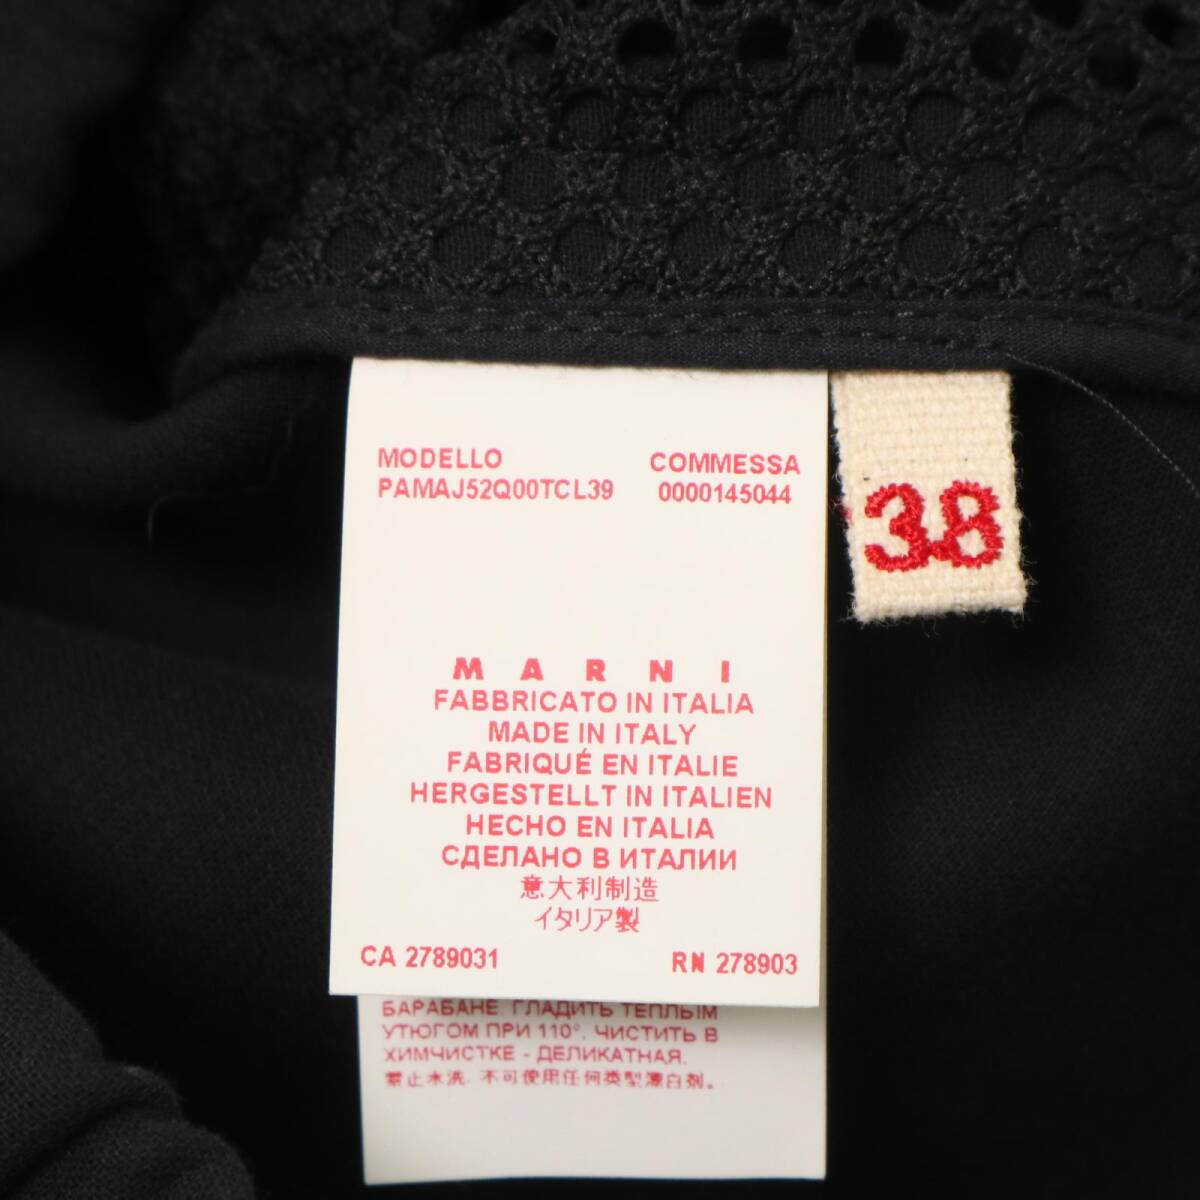 MODELLO COMMESSA
PAMAJ52Q00TCL39 0000145044
38
MARNI
FABBRICATO IN ITALIA
MADE IN ITALY
FABRIQUÉ EN ITALIE
HERGESTELLT IN ITALIEN
HECHO EN ITALIA
СДЕЛАНО В ИТАЛИИ
意大利制造
イタリア製
CA 2789031 RN 278903
БАРАБАНЕ. ГЛАДИТЬ ТЕПЛЫМ
УТЮГОМ ПРИ 110°. ЧИСТИТЬ В
ХИМЧИСТКЕ - ДЕЛИКАТНАЯ.
禁止水洗. 不可使用任何类型漂白剂。